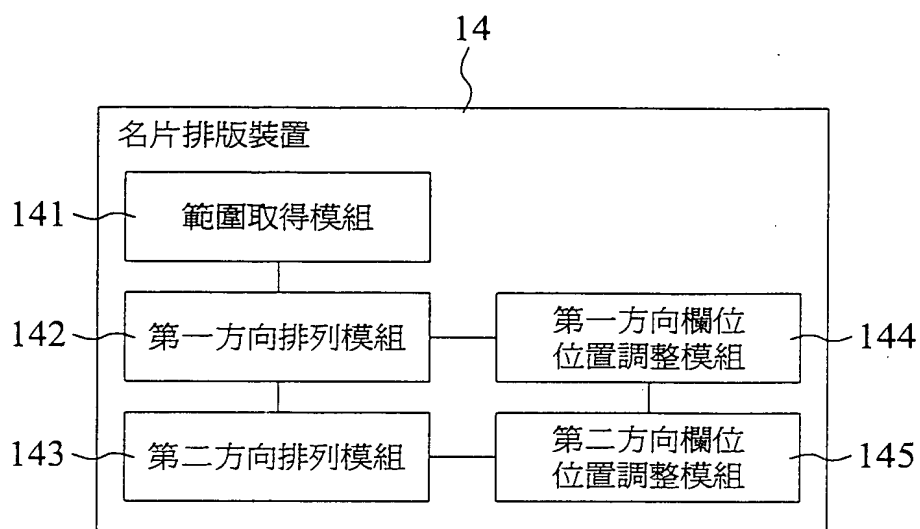 14
名片排版裝置
141
範圍取得模組
142
第一方向排列模組
第一方向欄位
位置調整模組
144
143
第二方向排列模組
第二方向欄位
位置調整模組
145